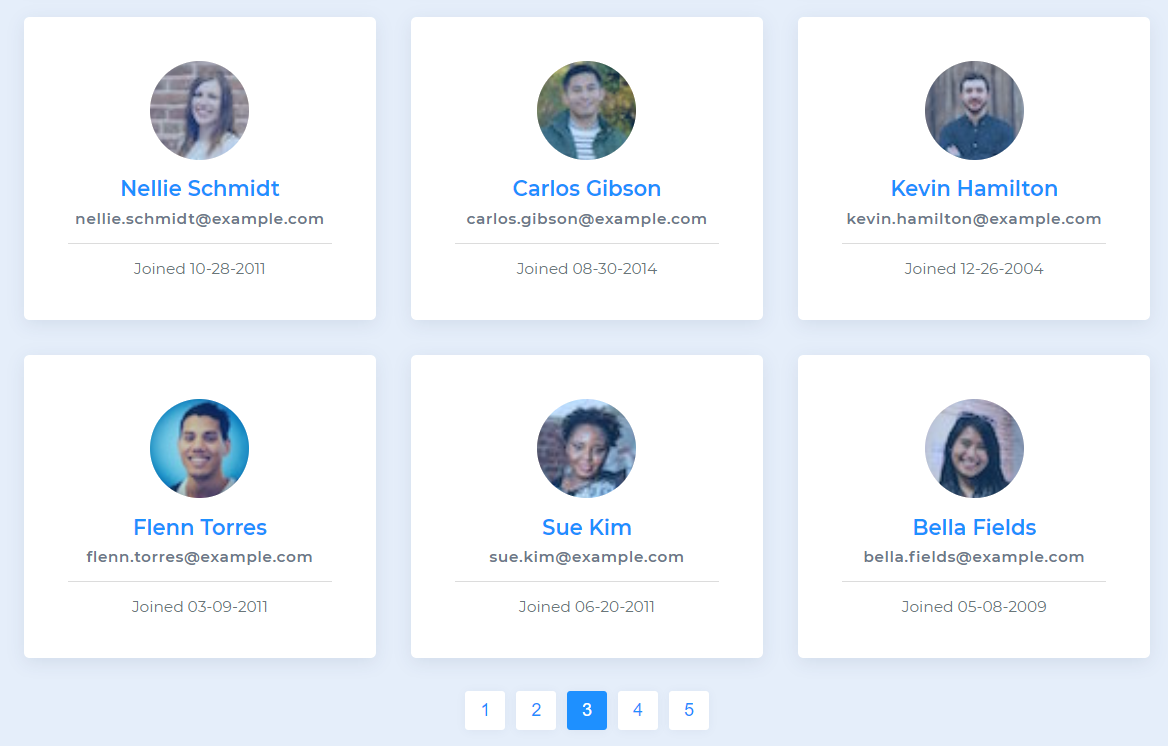 Nellie Schmidt
nellie.schmidt@example.com
Joined 10-28-2011
Carlos Gibson
carlos.gibson@example.com
Joined 08-30-2014
Kevin Hamilton
kevin.hamilton@example.com
Joined 12-26-2004
Flenn Torres
flenn.torres@example.com
Joined 03-09-2011
Sue Kim
sue.kim@example.com
Joined 06-20-2011
Bella Fields
bella.fields@example.com
Joined 05-08-2009
1 2 3 4 5